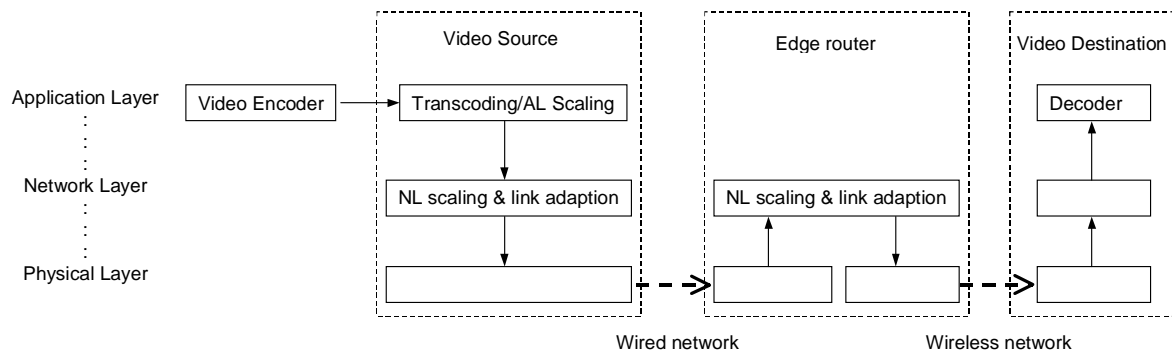 Video Source
Edge router
Video Destination
Application Layer
Video Encoder
Transcoding/AL Scaling
Decoder
Network Layer
NL scaling & link adaption
NL scaling & link adaption
Physical Layer
Wired network
Wireless network